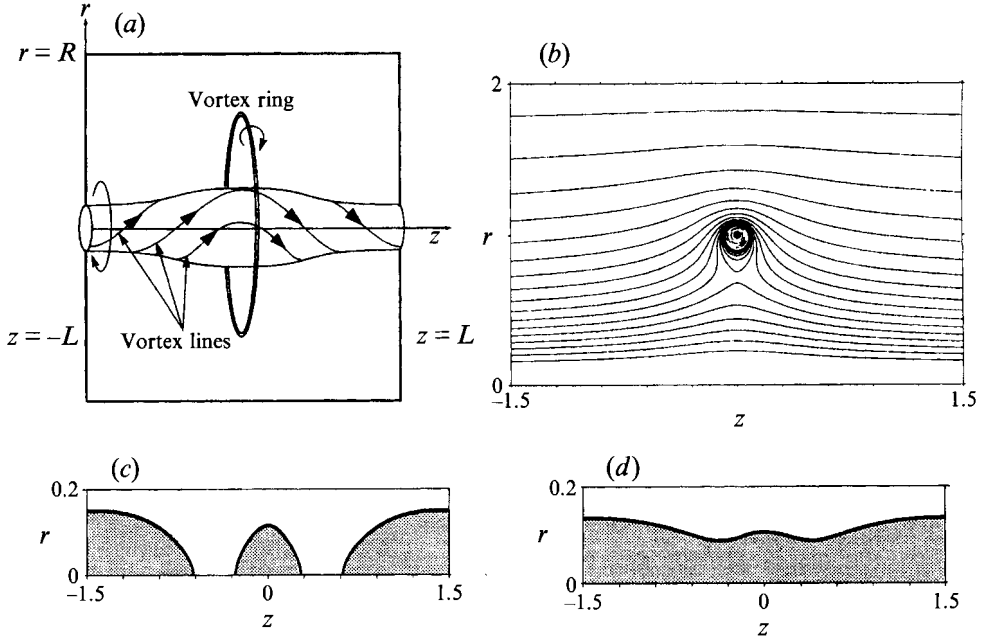 (a)
r
r = R
Vortex ring
z
z = –L
Vortex lines
z = L
(b)
2
r
0
–1.5
z
1.5
(c)
0.2
r
0
–1.5
0
1.5
z
(d)
0.2
r
0
–1.5
0
1.5
z